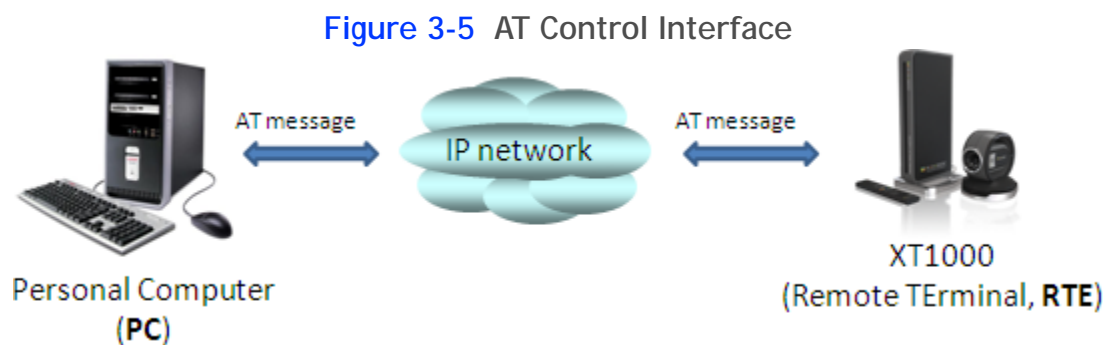 Figure 3-5 AT Control Interface
AT message
IP network
AT message
Personal Computer
(PC)
XT1000
(Remote TErminal, RTE)